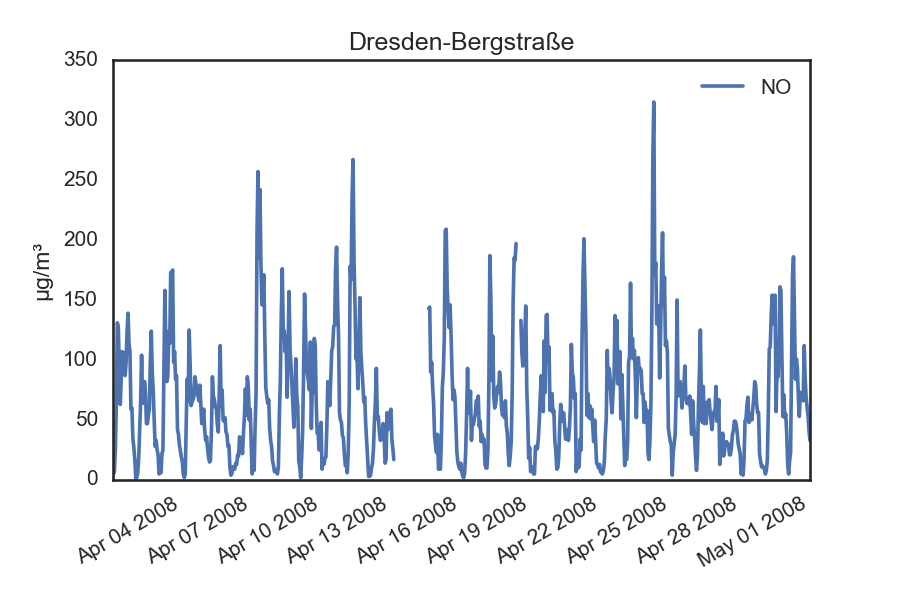 Dresden-Bergstraße
NO
µg/m³
350
300
250
200
150
100
50
0
Apr 04 2008
Apr 07 2008
Apr 10 2008
Apr 13 2008
Apr 16 2008
Apr 19 2008
Apr 22 2008
Apr 25 2008
Apr 28 2008
May 01 2008